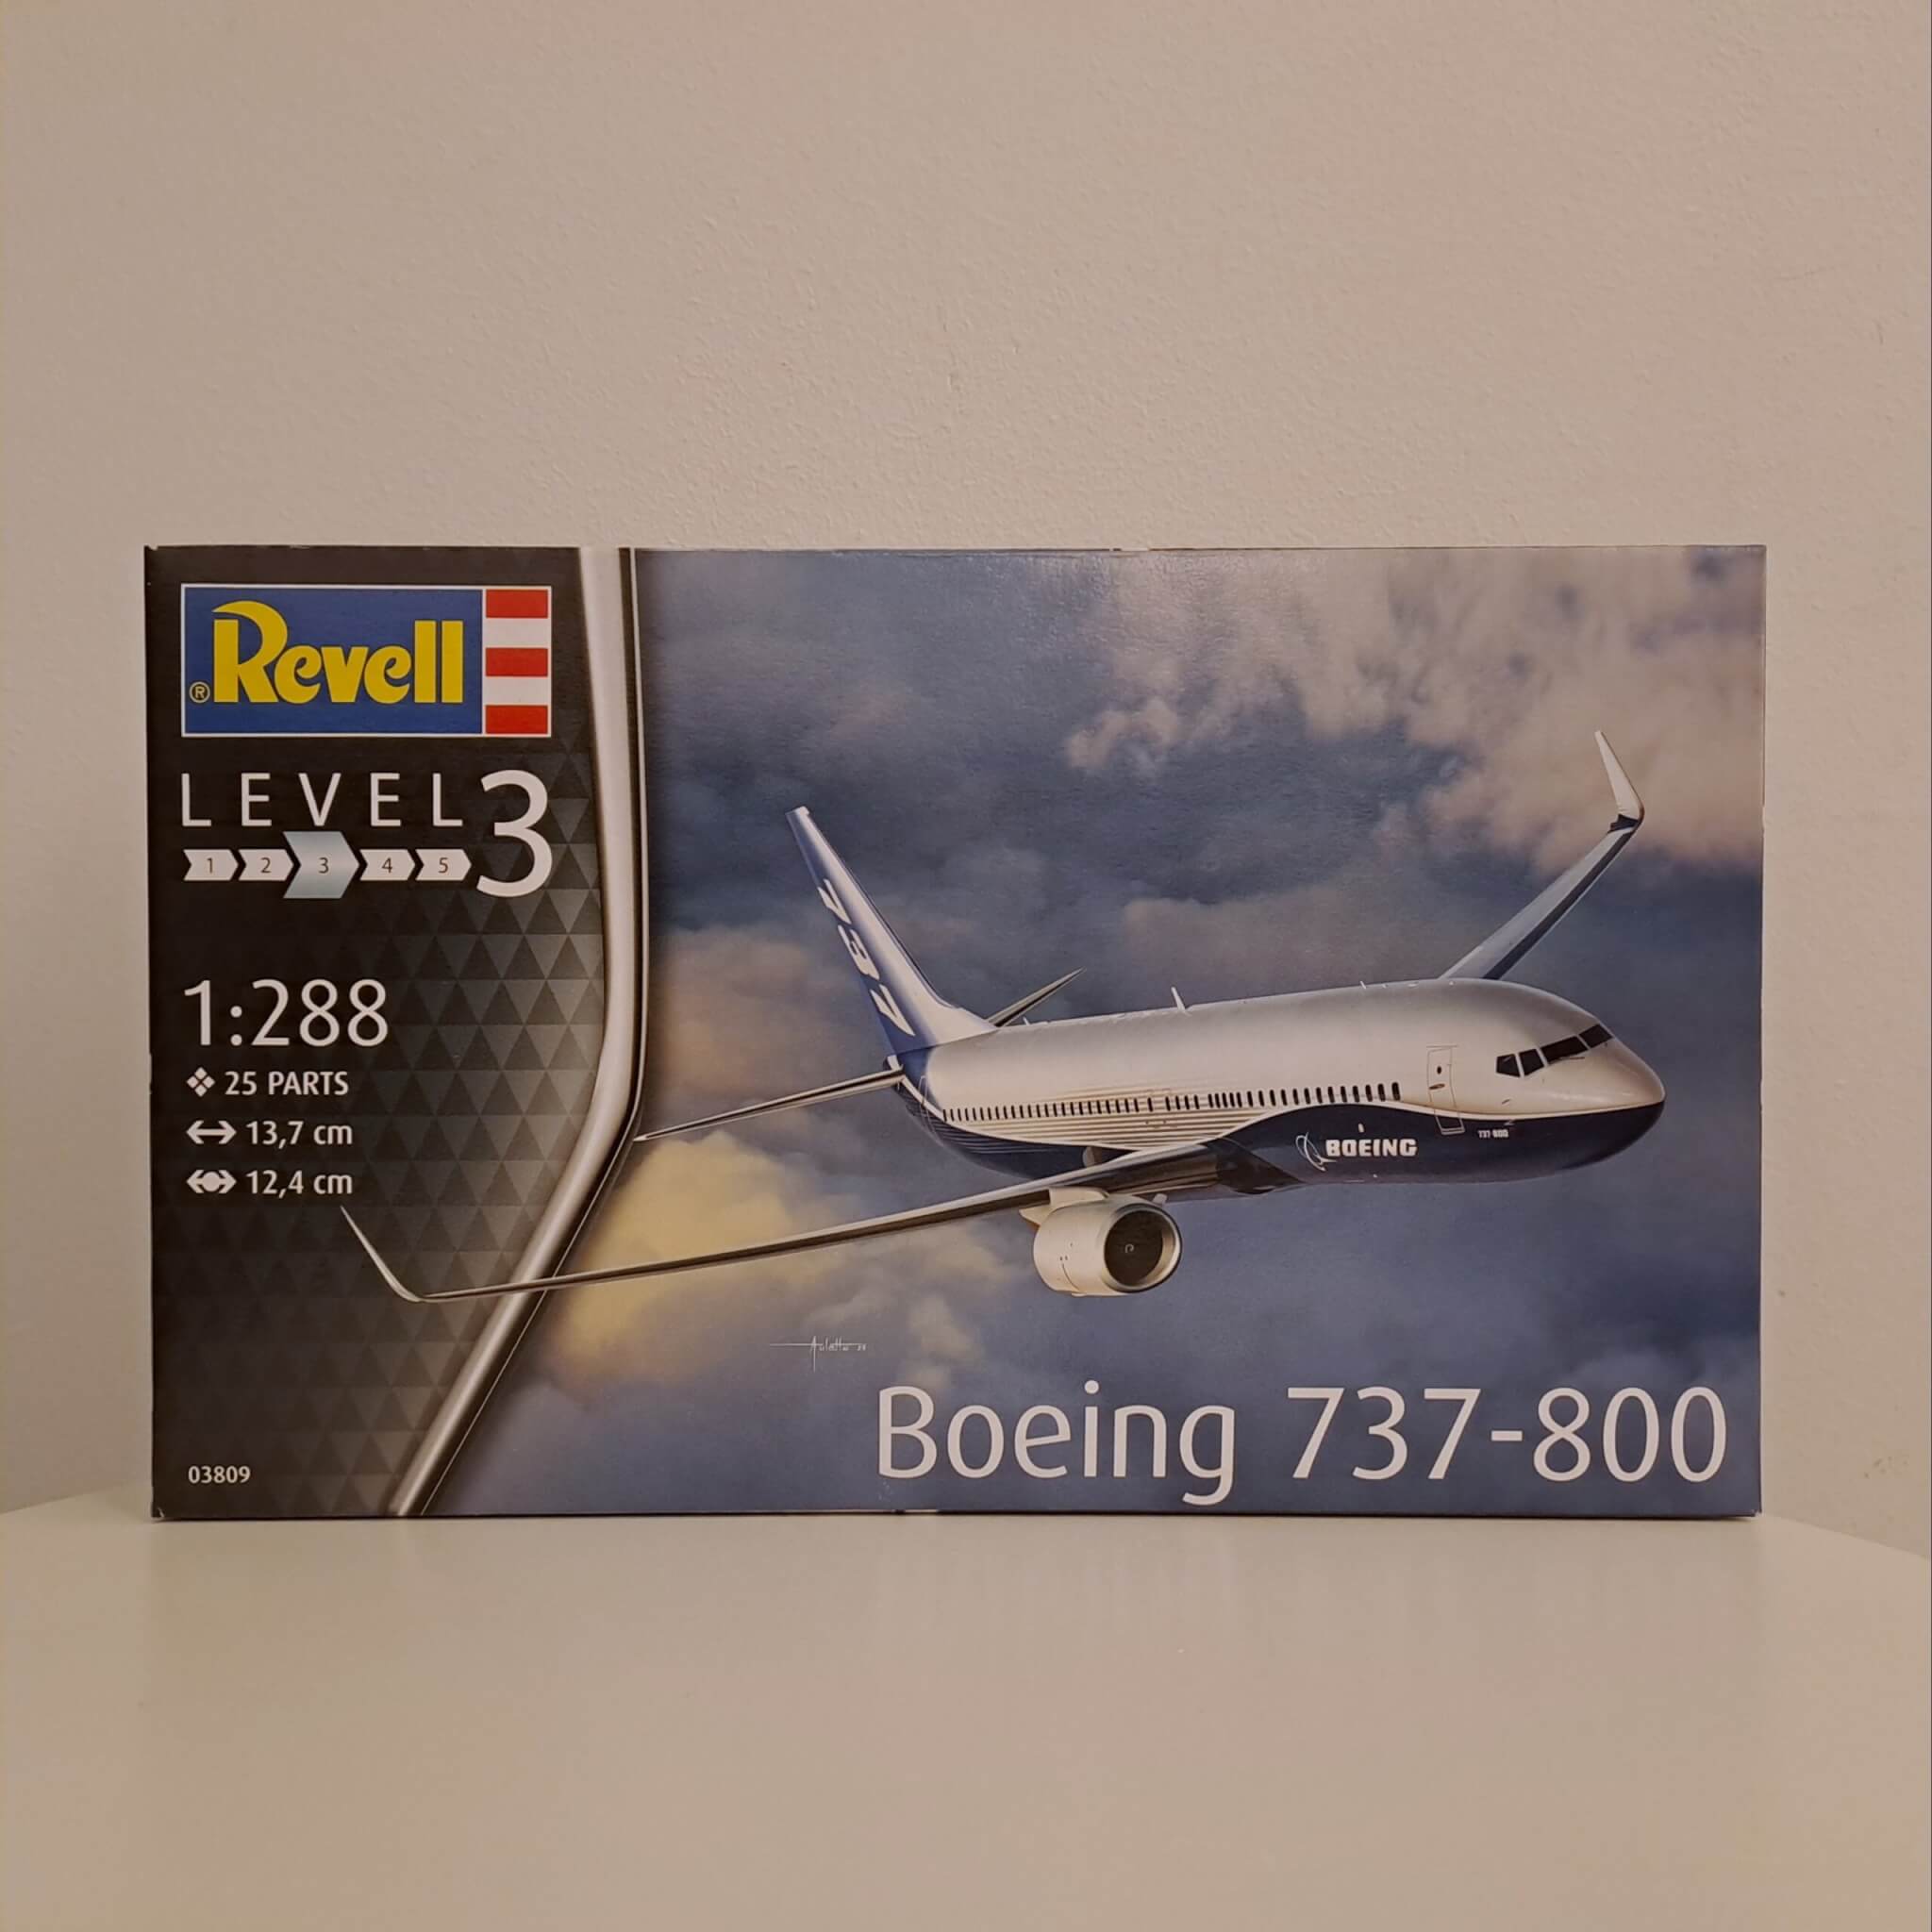 ® Revell
LEVEL 3
1 2 3 4 5
1:288
25 PARTS
13,7 cm
12,4 cm
03809
737
BOEING
737-800
Boeing 737-800